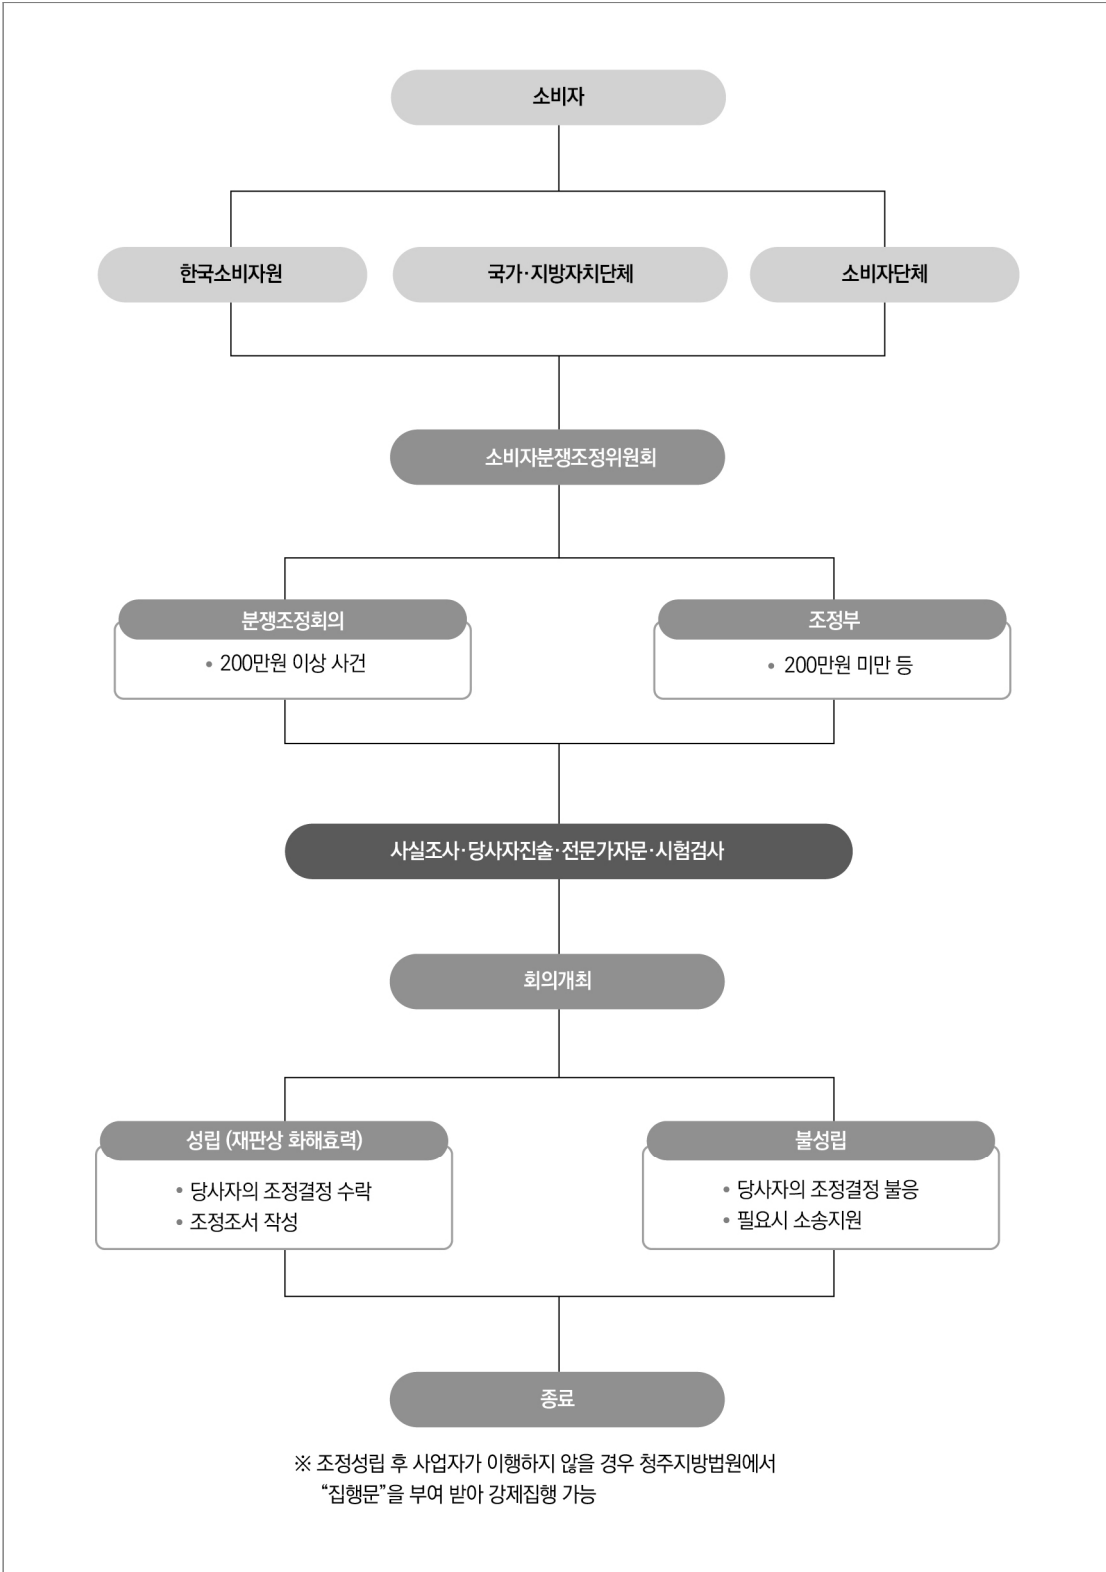 소비자
한국소비자원
국가·지방자치단체
소비자단체
소비자분쟁조정위원회
분쟁조정회의
• 200만원 이상 사건
조정부
• 200만원 미만 등
사실조사·당사자진술·전문가자문·시험검사
회의개최
성립 (재판상 화해효력)
• 당사자의 조정결정 수락
• 조정조서 작성
불성립
• 당사자의 조정결정 불응
• 필요시 소송지원
종료
※ 조정성립 후 사업자가 이행하지 않을 경우 청주지방법원에서
“집행문”을 부여 받아 강제집행 가능